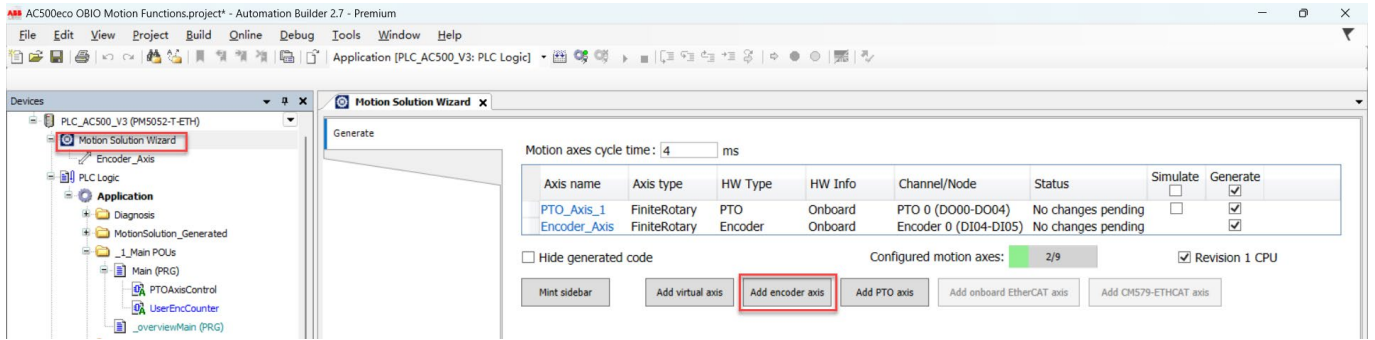 ABB AC500eco OBIO Motion Functions.project* - Automation Builder 2.7 - Premium
File Edit View Project Build Online Debug Tools Window Help
Application [PLC_AC500_V3: PLC Logic]
Devices
Motion Solution Wizard
PLC_AC500_V3 (PM5052-T-ETH)
Motion Solution Wizard
Encoder_Axis
PLC Logic
Application
Diagnosis
MotionSolution_Generated
_1_Main POUs
Main (PRG)
PTOAxisControl
UserEncCounter
_overviewMain (PRG)
Generate
Motion axes cycle time: 4 ms
Axis name Axis type HW Type HW Info Channel/Node Status Simulate Generate
PTO_Axis_1 FiniteRotary PTO Onboard PTO 0 (DO00-DO04) No changes pending
Encoder_Axis FiniteRotary Encoder Onboard Encoder 0 (DI04-DI05) No changes pending
Hide generated code Configured motion axes: 2/9 Revision 1 CPU
Mint sidebar Add virtual axis Add encoder axis Add PTO axis Add onboard EtherCAT axis Add CM579-ETHCAT axis